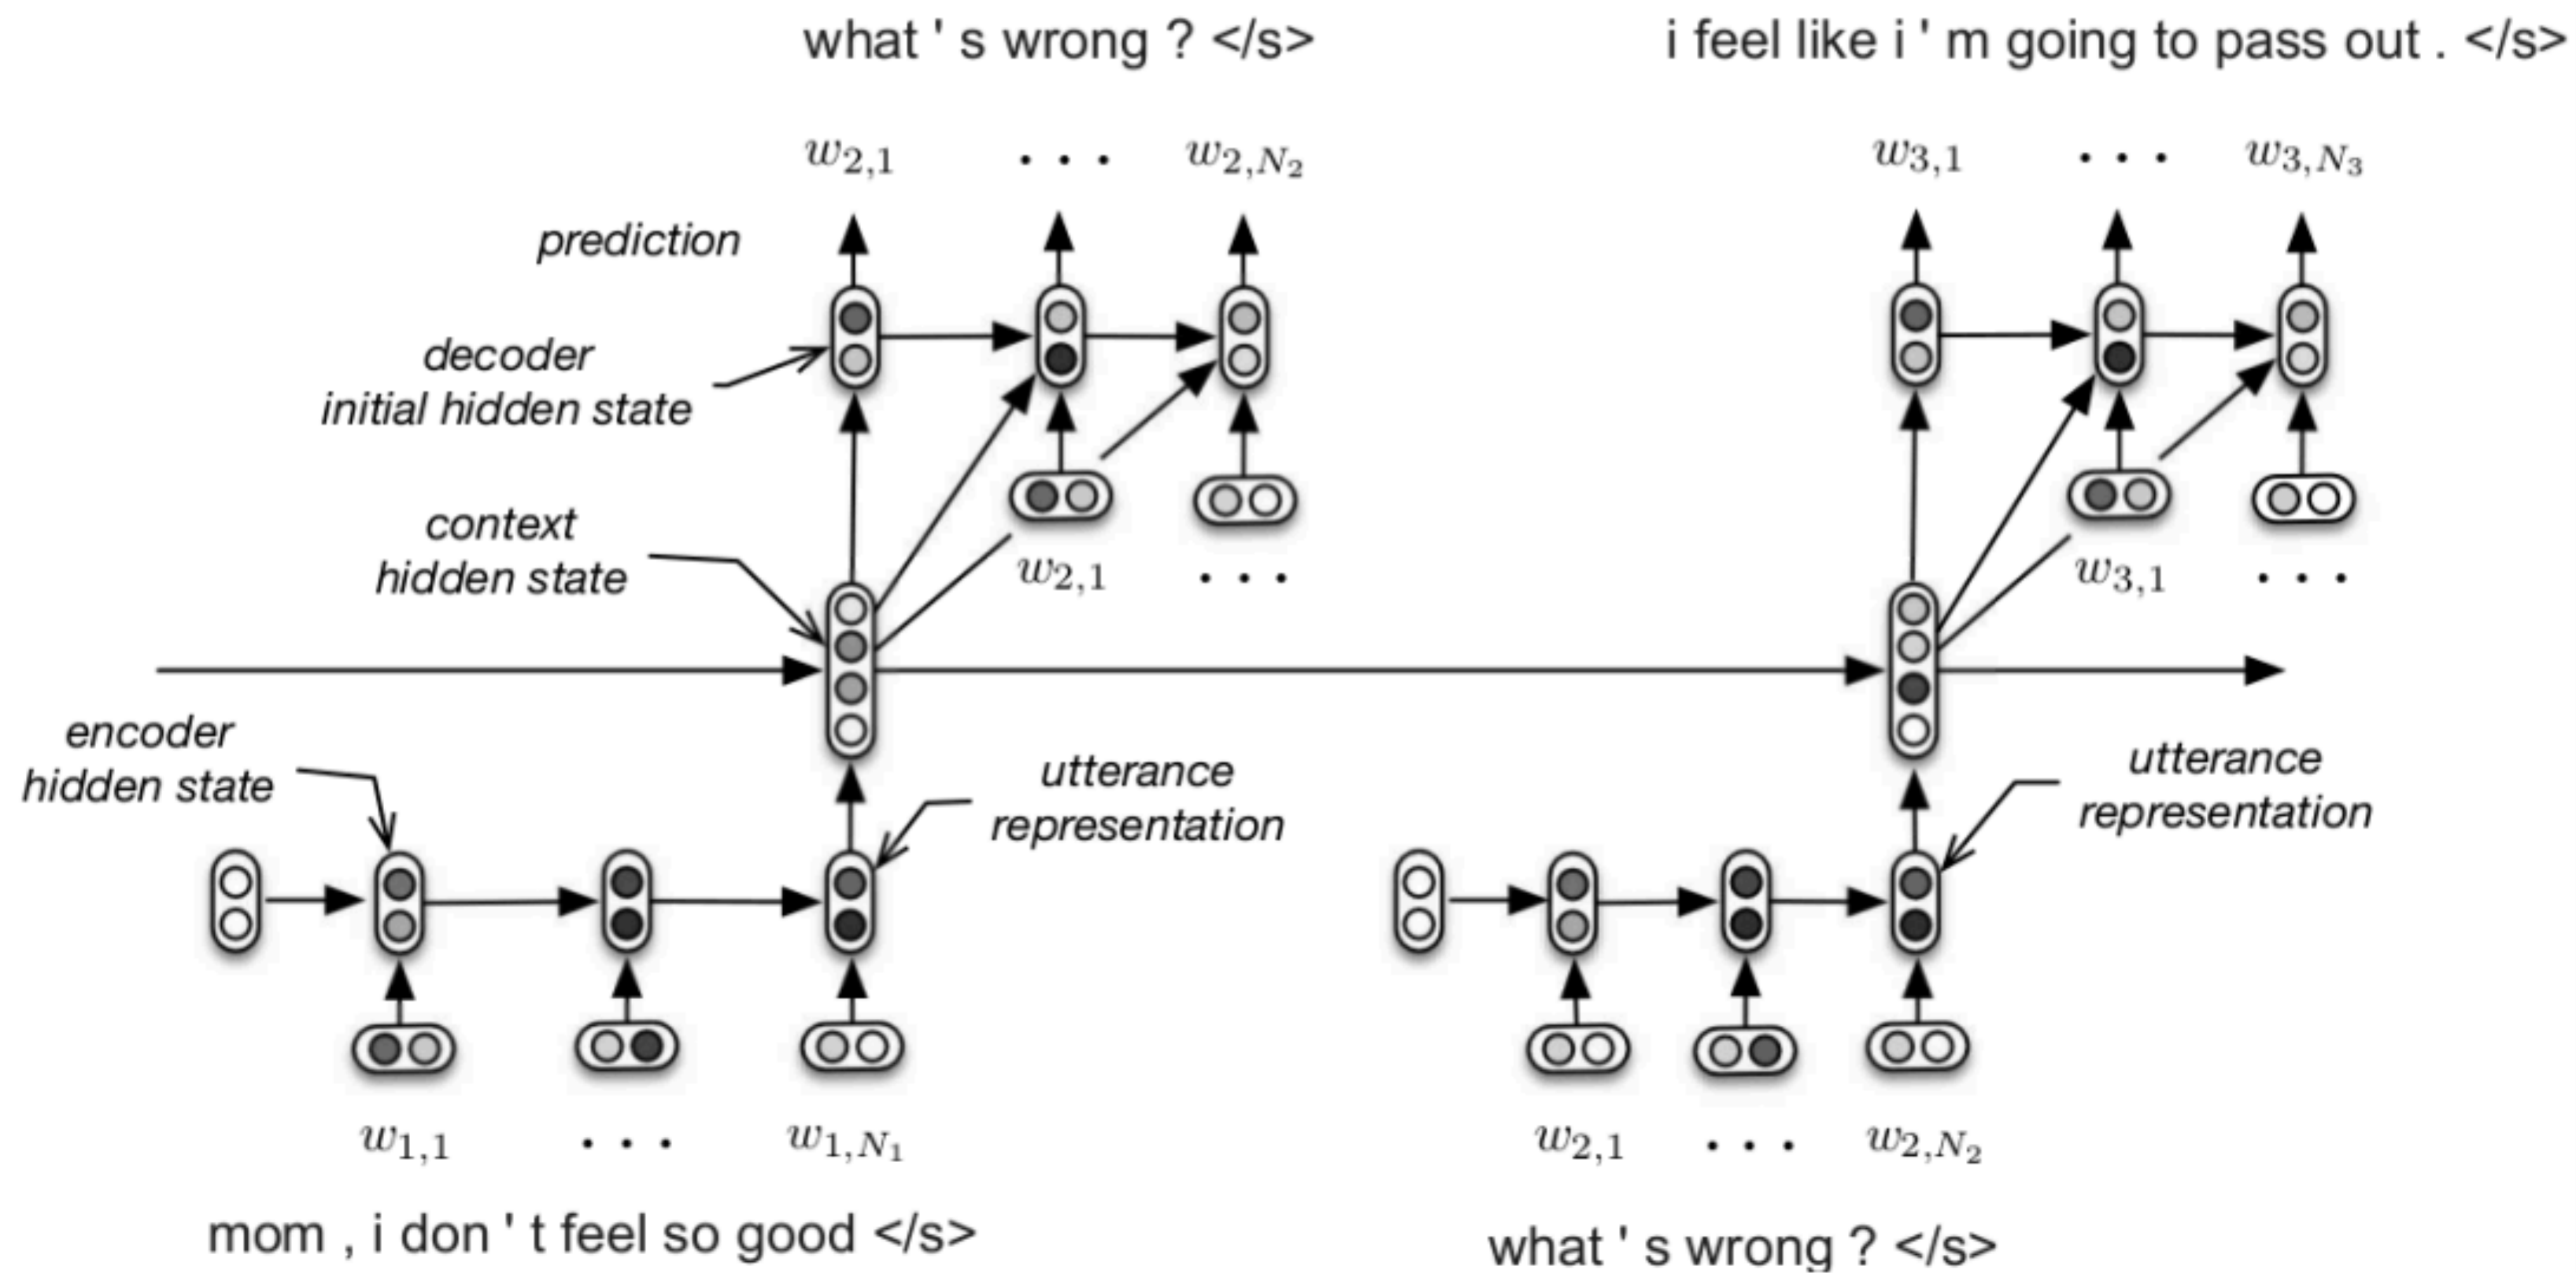 what ' s wrong ? </s>
i feel like i ' m going to pass out . </s>
w2,1 . . . w2,N2
w3,1 . . . w3,N3
prediction
decoder
initial hidden state
context
hidden state
w2,1 . . .
w3,1 . . .
encoder
hidden state
utterance
representation
utterance
representation
w1,1 . . . w1,N1
w2,1 . . . w2,N2
mom , i don ' t feel so good </s>
what ' s wrong ? </s>